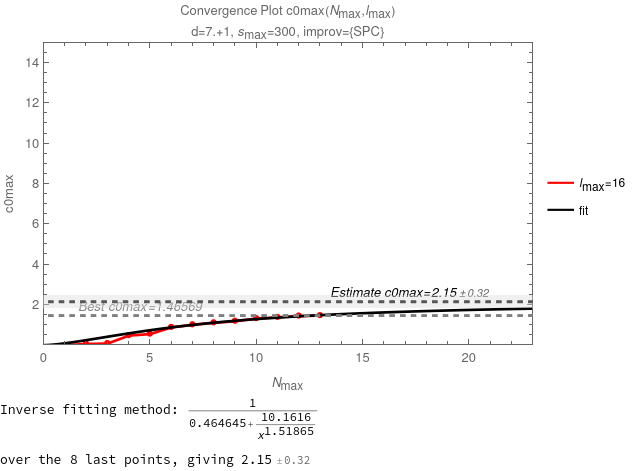 Convergence Plot c0max(Nmax,lmax)
d=7.+1, smax=300, improv={SPC}
c0max
14
12
10
8
6
4
2
Estimate c0max=2.15 ±0.32
Best c0max=1.46569
0 5 10 15 20
Nmax
lmax=16
fit
Inverse fitting method: 1
0.464645+ 10.1616
x1.51865
over the 8 last points, giving 2.15 ±0.32